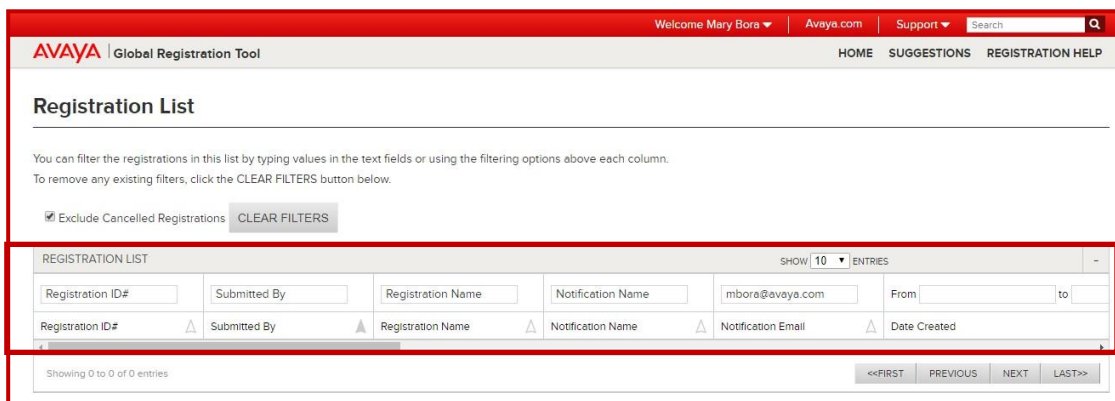 Welcome Mary Bora Avaya.com Support Search
AVAYA Global Registration Tool HOME SUGGESTIONS REGISTRATION HELP
Registration List
You can filter the registrations in this list by typing values in the text fields or using the filtering options above each column.
To remove any existing filters, click the CLEAR FILTERS button below.
Exclude Cancelled Registrations CLEAR FILTERS
REGISTRATION LIST SHOW 10 ENTRIES -
Registration ID# Submitted By Registration Name Notification Name mbora@avaya.com From to
Registration ID# Submitted By Registration Name Notification Name Notification Email Date Created
Showing 0 to 0 of 0 entries <<FIRST PREVIOUS NEXT LAST>>